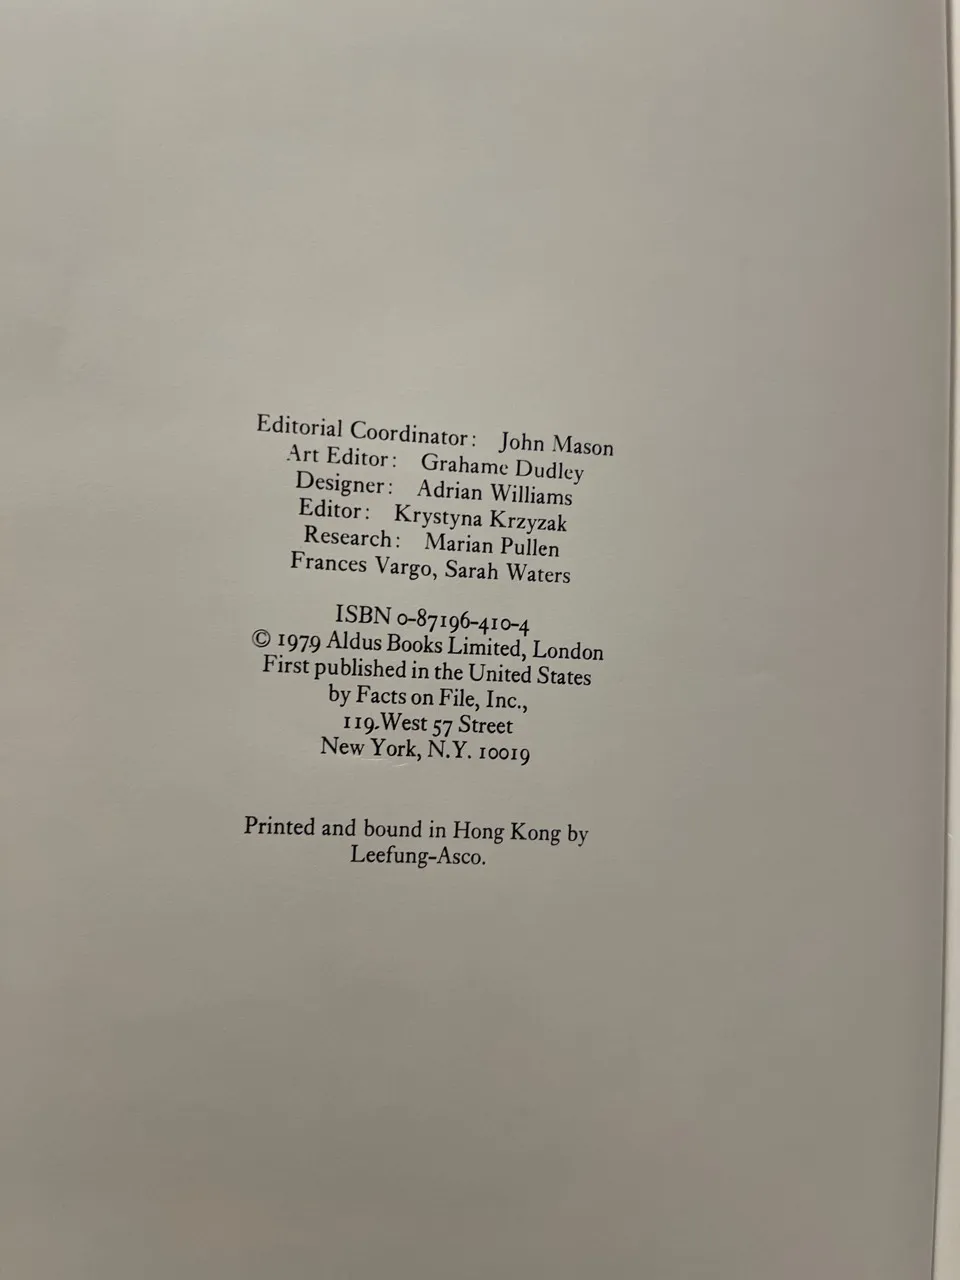 Editorial Coordinator: John Mason
Art Editor: Grahame Dudley
Designer: Adrian Williams
Editor: Krystyna Krzyzak
Research: Marian Pullen
Frances Vargo, Sarah Waters
ISBN 0-87196-410-4
© 1979 Aldus Books Limited, London
First published in the United States
by Facts on File, Inc.,
119 West 57 Street
New York, N.Y. 10019
Printed and bound in Hong Kong by
Leefung-Asco.